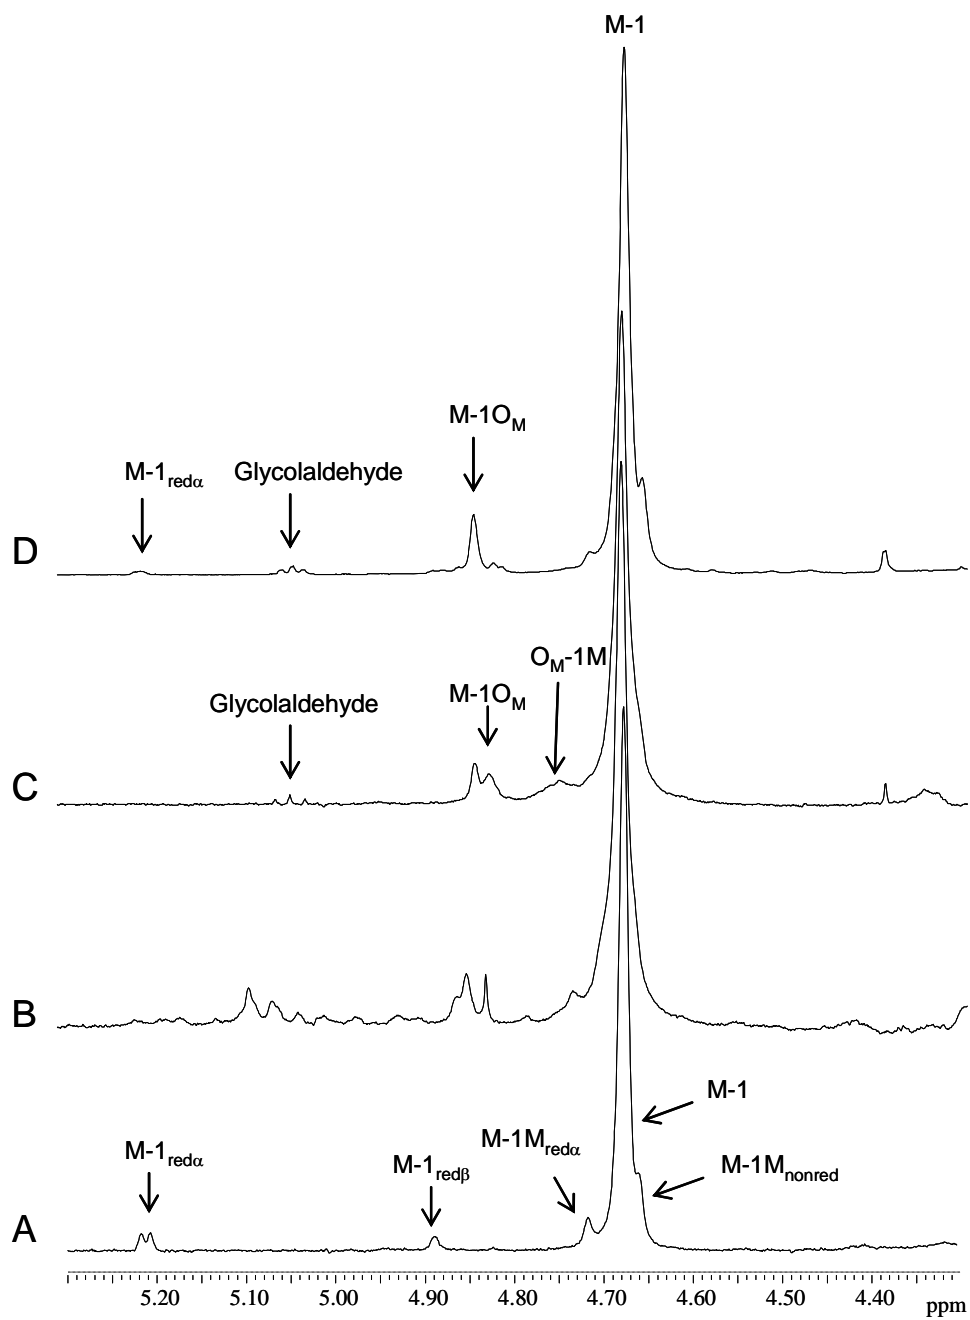 M-1
M-1O_M
M-1_redα
Glycolaldehyde
D
O_M-1M
M-1O_M
Glycolaldehyde
C
B
M-1
M-1M_redα
M-1_redα
M-1_redβ
M-1M_nonred
A
5.20 5.10 5.00 4.90 4.80 4.70 4.60 4.50 4.40 ppm